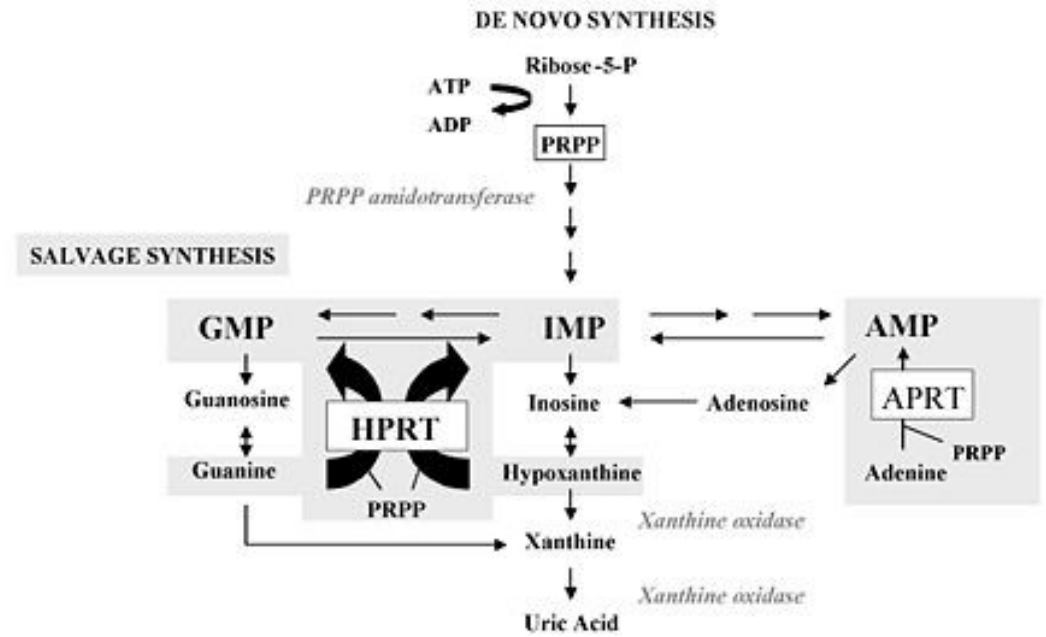 DE NOVO SYNTHESIS
Ribose-5-P
ATP
ADP
PRPP
PRPP amidotransferase
SALVAGE SYNTHESIS
GMP
IMP
AMP
Guanosine
HPRT
Inosine
Adenosine
APRT
Guanine
PRPP
Hypoxanthine
Adenine
PRPP
Xanthine oxidase
Xanthine
Xanthine oxidase
Uric Acid